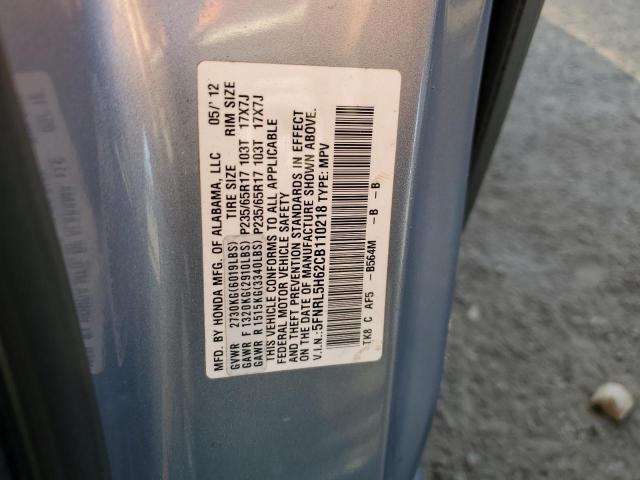 MFD. BY HONDA MFG. OF ALABAMA, LLC 05/'12
TIRE SIZE RIM SIZE
GVWR 2730KG(6019LBS)
GAWR F 1320KG(2910LBS) P235/65R17 103T 17X7J
GAWR R 1515KG(3340LBS) P235/65R17 103T 17X7J
THIS VEHICLE CONFORMS TO ALL APPLICABLE
FEDERAL MOTOR VEHICLE SAFETY
AND THEFT PREVENTION STANDARDS IN EFFECT
ON THE DATE OF MANUFACTURE SHOWN ABOVE.
V.I.N.:5FNRL5H62CB110218 TYPE: MPV
TK8 C AF5 -B564M -B -B